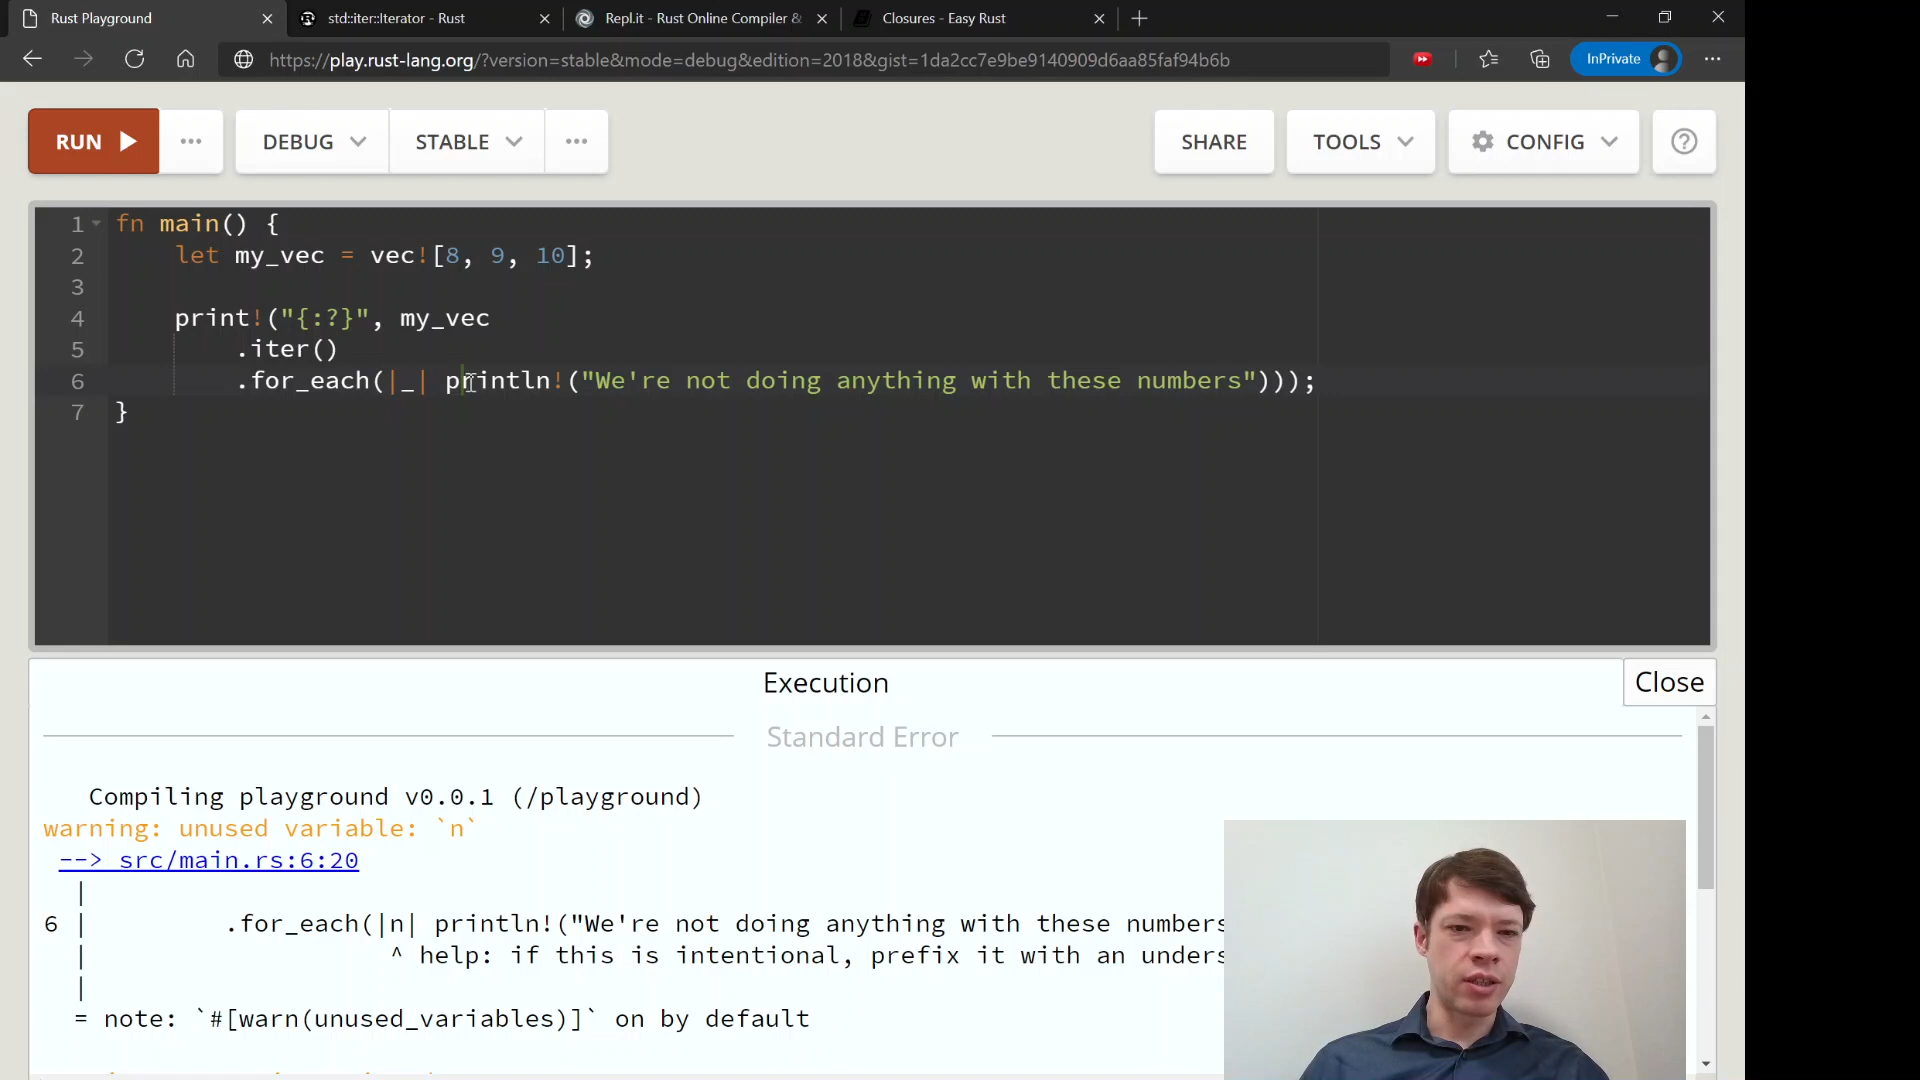 Rust Playground
std::iter::Iterator - Rust
Repl.it - Rust Online Compiler &
Closures - Easy Rust
https://play.rust-lang.org/?version=stable&mode=debug&edition=2018&gist=1da2cc7e9be9140909d6aa85faf94b6b
InPrivate
RUN
DEBUG
STABLE
SHARE
TOOLS
CONFIG
1 fn main() {
2     let my_vec = vec![8, 9, 10];
3
4     print!("{:?}", my_vec
5         .iter()
6         .for_each(|_| println!("We're not doing anything with these numbers")));
7 }
Execution
Close
Standard Error
   Compiling playground v0.0.1 (/playground)
warning: unused variable: `n`
 --> src/main.rs:6:20
  |
6 |         .for_each(|n| println!("We're not doing anything with these numbers
  |                    ^ help: if this is intentional, prefix it with an unders
  |
  = note: `#[warn(unused_variables)]` on by default